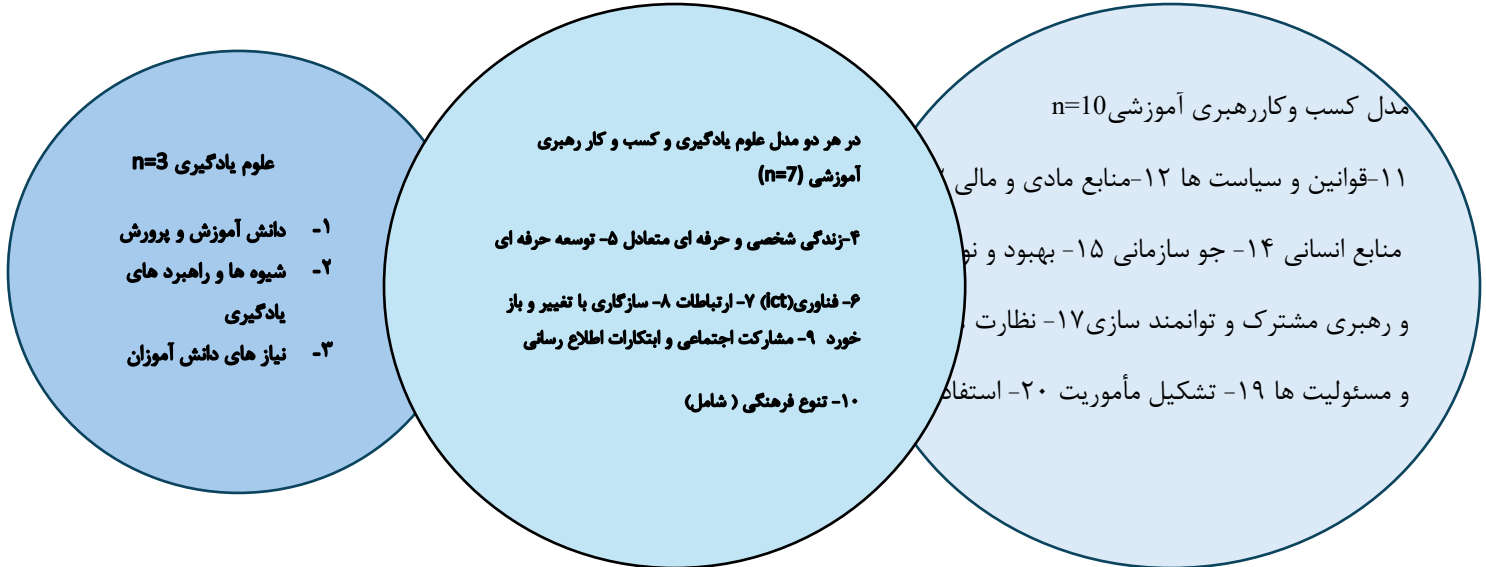 علوم یادگیری n=3
۱- دانش آموزش و پرورش
۲- شیوه ها و راهبرد های
یادگیری
۳- نیاز های دانش آموزان
در هر دو مدل علوم یادگیری و کسب و کار رهبری
آموزشی (n=7)
۴-زندگی شخصی و حرفه ای متعادل ۵- توسعه حرفه ای
۶- فناوری(ict) ۷- ارتباطات ۸- سازگاری با تغییر و باز
خورد ۹- مشارکت اجتماعی و ابتکارات اطلاع رسانی
۱۰- تنوع فرهنگی ( شامل)
مدل کسب وکاررهبری آموزشی n=10
۱۱-قوانین و سیاست ها ۱۲-منابع مادی و مالی
منابع انسانی ۱۴- جو سازمانی ۱۵- بهبود و
و رهبری مشترک و توانمند سازی۱۷- نظارت
و مسئولیت ها ۱۹- تشکیل مأموریت ۲۰-